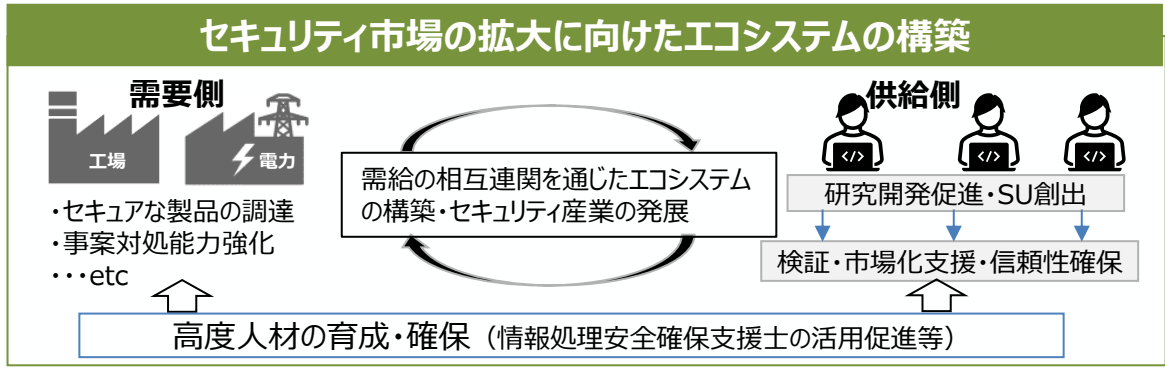 セキュリティ市場の拡大に向けたエコシステムの構築
需要側
工場
電力
・セキュアな製品の調達
・事案対処能力強化
・・・etc
需給の相互連関を通じたエコシステム
の構築・セキュリティ産業の発展
供給側
</>
</>
</>
研究開発促進・SU創出
検証・市場化支援・信頼性確保
高度人材の育成・確保（情報処理安全確保支援士の活用促進等）